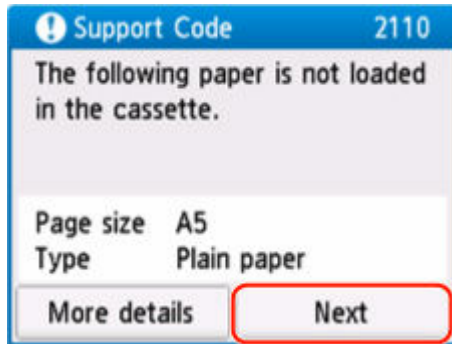 Support Code 2110
The following paper is not loaded
in the cassette.
Page size A5
Type Plain paper
More details Next